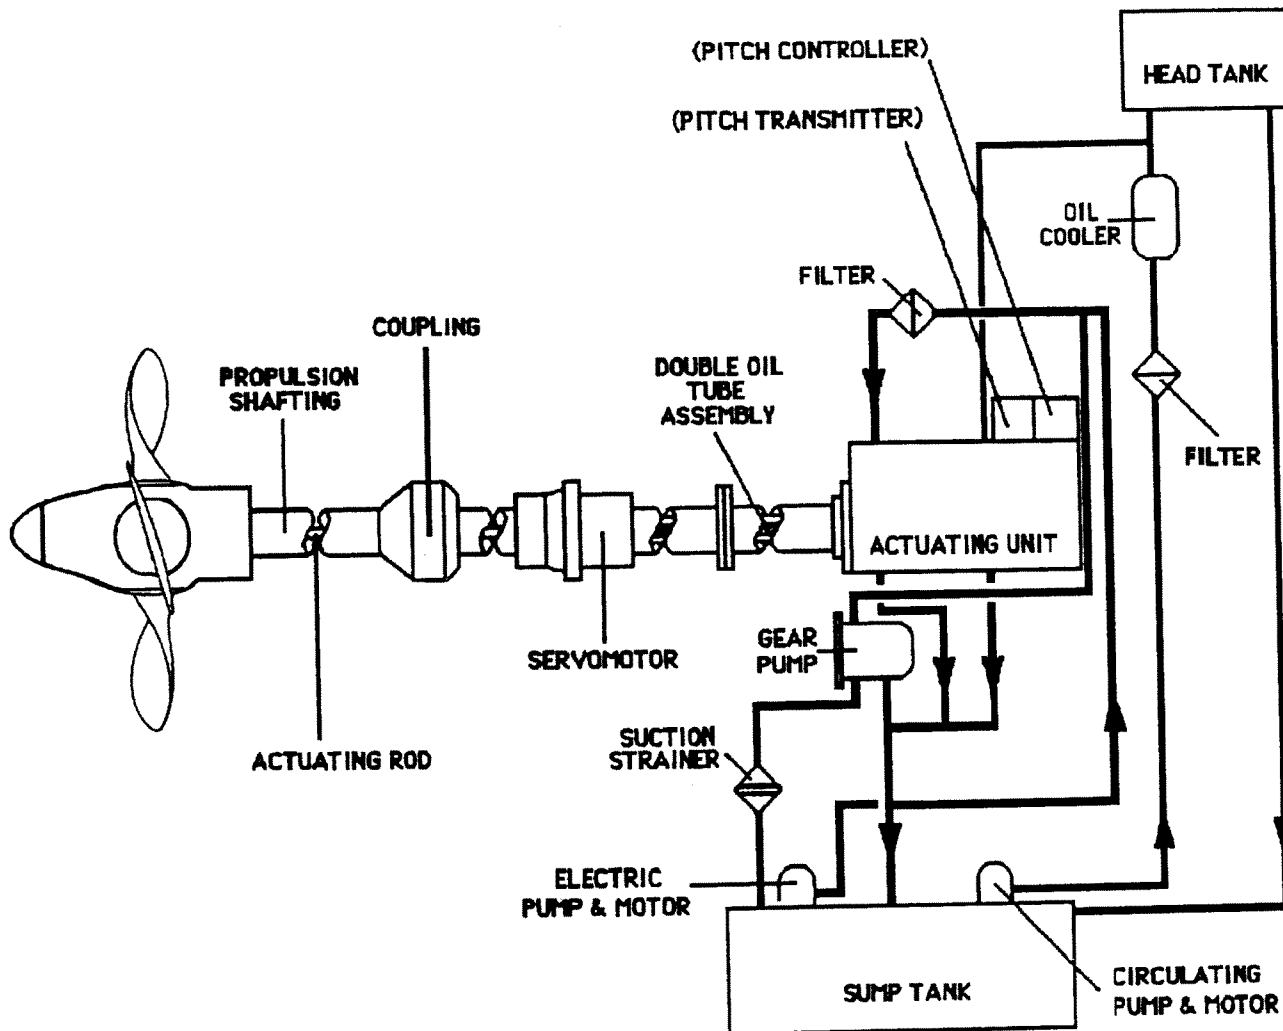 (PITCH CONTROLLER)
HEAD TANK
(PITCH TRANSMITTER)
OIL
COOLER
FILTER
COUPLING
PROPULSION
SHAFTING
DOUBLE OIL
TUBE
ASSEMBLY
FILTER
ACTUATING UNIT
GEAR
PUMP
SERVOMOTOR
ACTUATING ROD
SUCTION
STRAINER
ELECTRIC
PUMP & MOTOR
SUMP TANK
CIRCULATING
PUMP & MOTOR